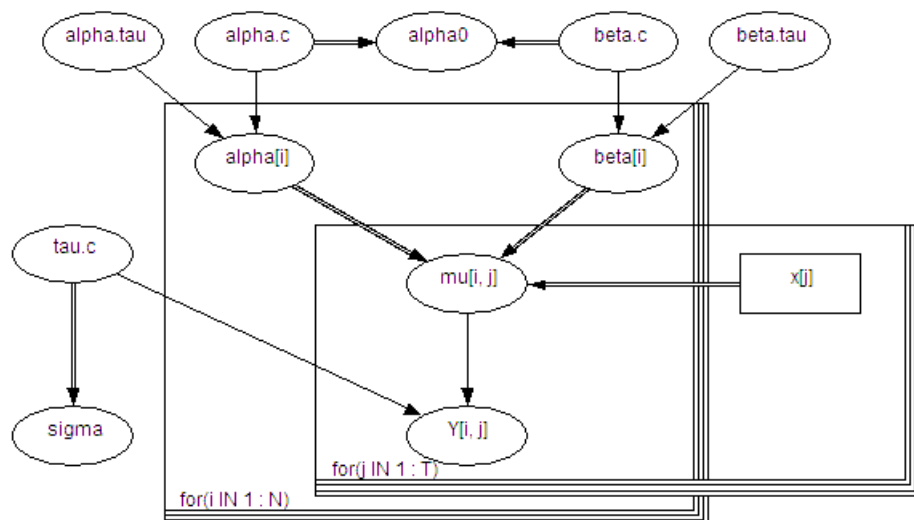 alpha.tau
alpha.c
alpha0
beta.c
beta.tau
alpha[i]
beta[i]
tau.c
mu[i, j]
x[j]
sigma
Y[i, j]
for(j IN 1 : T)
for(i IN 1 : N)